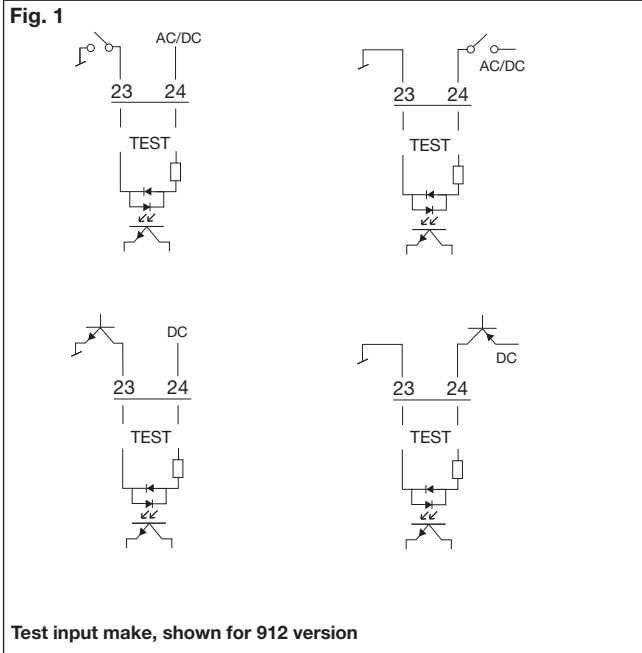 Fig. 1
AC/DC
23 24
TEST
AC/DC
23 24
TEST
DC
23 24
TEST
DC
23 24
TEST
Test input make, shown for 912 version